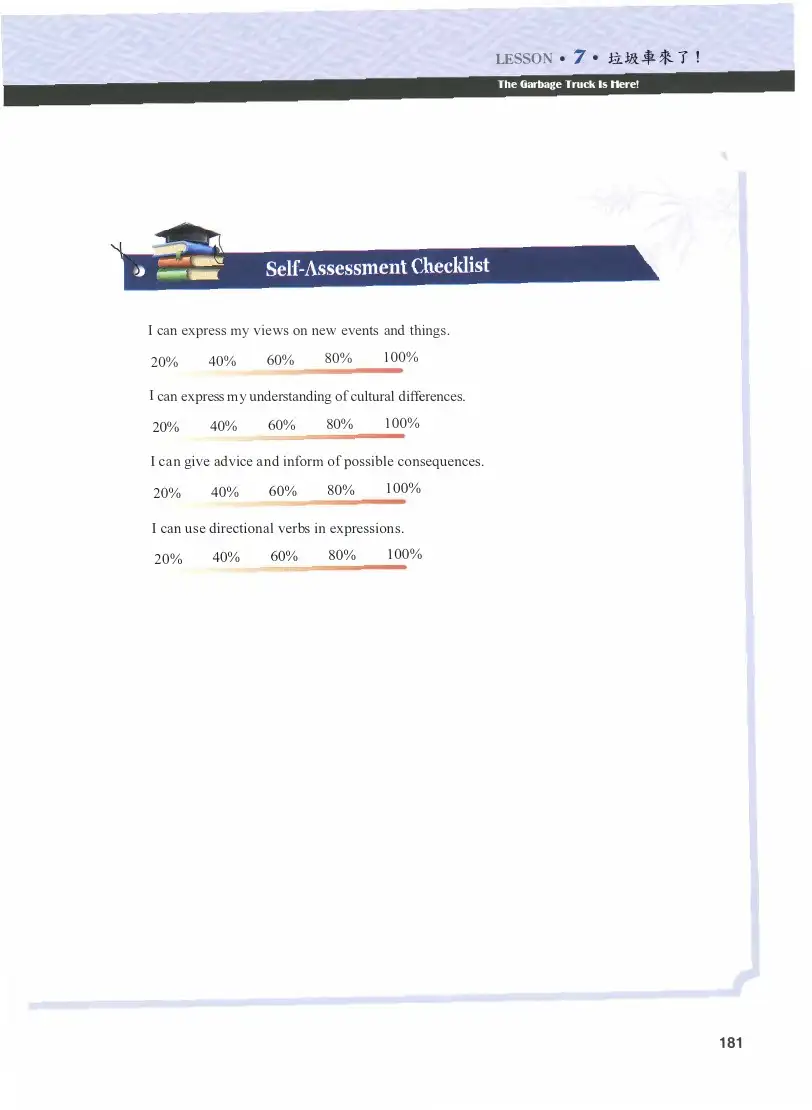 LESSON • 7 • 垃圾車來了！
The Garbage Truck Is Here!
Self-Assessment Checklist
I can express my views on new events and things.
20% 40% 60% 80% 100%
I can express my understanding of cultural differences.
20% 40% 60% 80% 100%
I can give advice and inform of possible consequences.
20% 40% 60% 80% 100%
I can use directional verbs in expressions.
20% 40% 60% 80% 100%
181